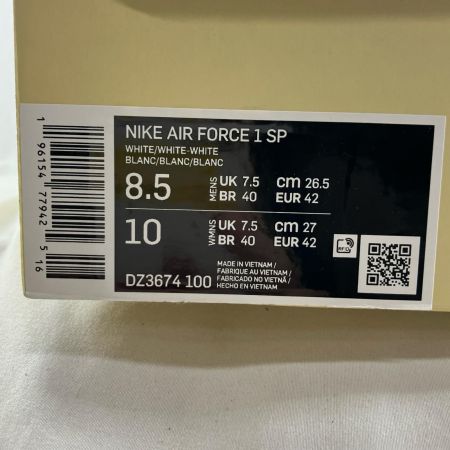 NIKE AIR FORCE 1 SP
WHITE/WHITE-WHITE
BLANC/BLANC/BLANC
8.5 MENS UK 7.5 cm 26.5
BR 40 EUR 42
10 WMNS UK 7.5 cm 27
BR 40 EUR 42
DZ3674 100
MADE IN VIETNAM /
FABRIQUE AU VIETNAM /
FABRICADO NO VIETNÃ /
HECHO EN VIETNAM
RFID
1 96154 77942 5 16